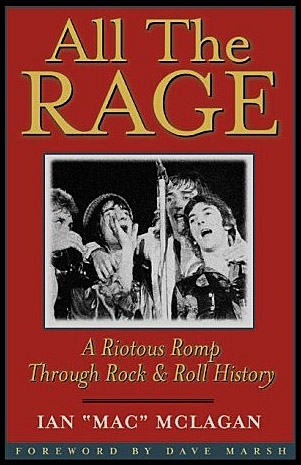 All The
RAGE
A Riotous Romp
Through Rock & Roll History
IAN "MAC" MCLAGAN
FOREWORD BY DAVE MARSH